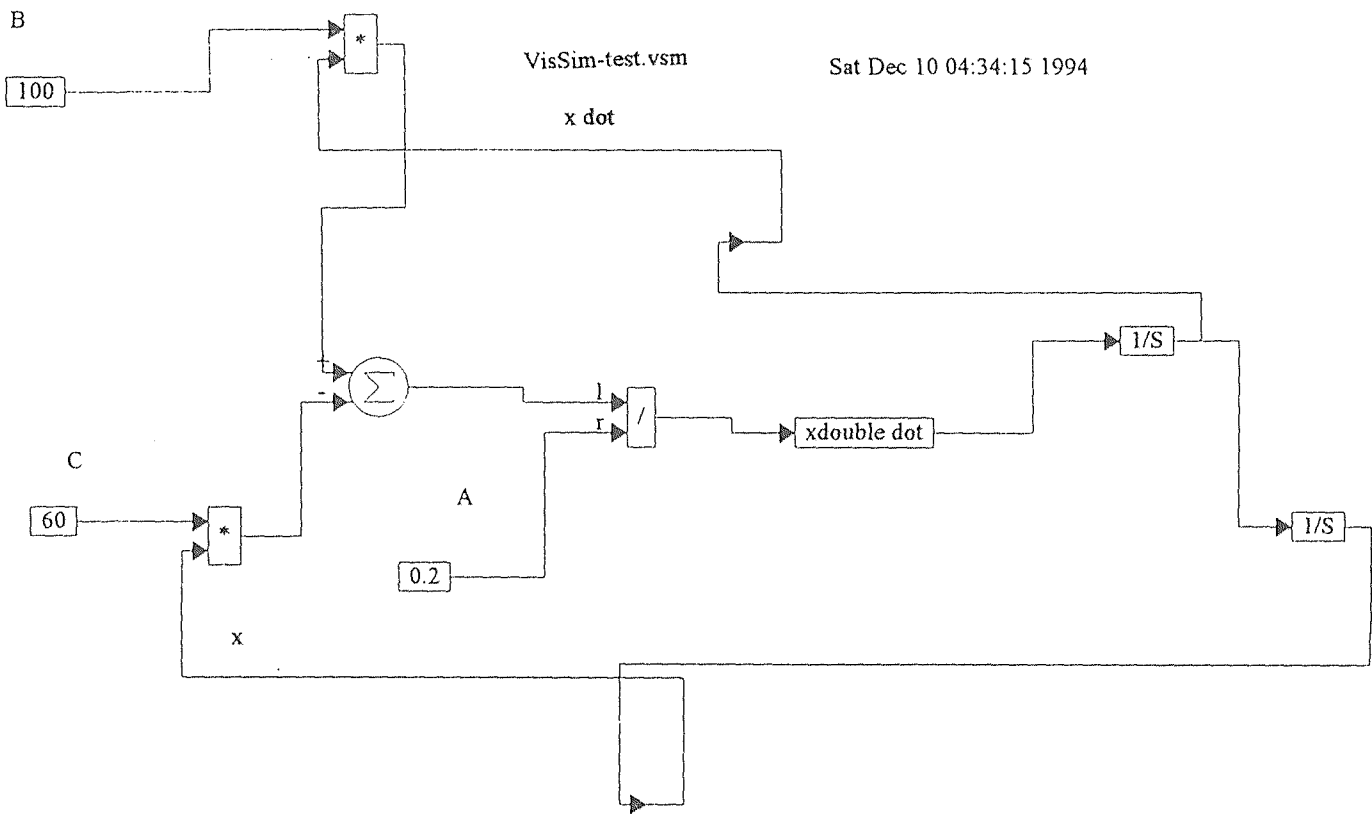 B
*
VisSim-test.vsm
Sat Dec 10 04:34:15 1994
100
x dot
1/S
+
Σ
-
l
/
r
xdouble dot
C
A
60
*
1/S
0.2
x